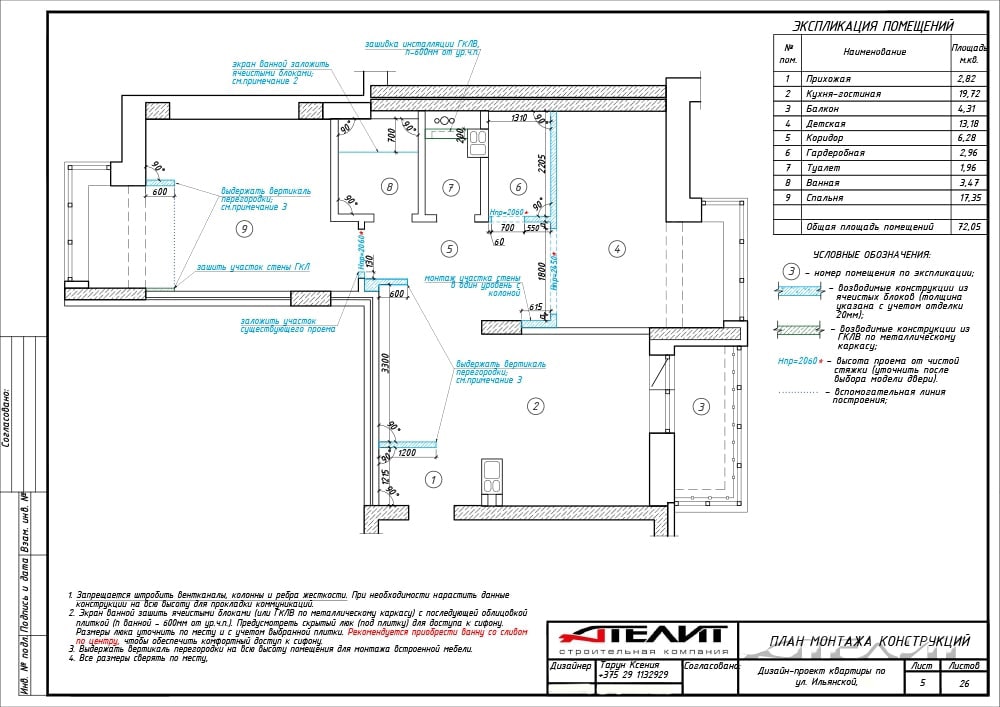 ЭКСПЛИКАЦИЯ ПОМЕЩЕНИЙ
№ пом. Наименование Площадь м.кв.
1 Прихожая 2,82
2 Кухня-гостиная 19,72
3 Балкон 4,31
4 Детская 13,18
5 Коридор 6,28
6 Гардеробная 2,96
7 Туалет 1,96
8 Ванная 3,47
9 Спальня 17,35
Общая площадь помещений 72,05
УСЛОВНЫЕ ОБОЗНАЧЕНИЯ:
3 – номер помещения по экспликации;
– возводимые конструкции из
ячеистых блоков (толщина
указана с учетом отделки
20мм);
– возводимые конструкции из
ГКЛВ по металлическому
каркасу;
Hпр=2060* – высота проема от чистой
стяжки (уточнить после
выбора модели двери).
– вспомогательная линия
построения;
зашивка инсталляции ГКЛВ,
h=600мм от ур.ч.п.
экран ванной заложить
ячеистыми блоками;
см.примечание 2
90°
90°
90°
700
200
1310
90°
2205
90°
600
выдержать вертикаль
перегородки;
см.примечание 3
8
7
6
90°
9
Hпр=2060*
Hпр=2060*
700
550
60
5
4
130
1800
Hпр=2450*
зашить участок стены ГКЛ
монтаж участка стены
в один уровень с
колоной
600
615
заложить участок
существующего проема
3300
выдержать вертикаль
перегородки;
см.примечание 3
2
3
90°
1200
90°
1215
90°
1
1. Запрещается штробить вентканалы, колонны и ребра жесткости. При необходимости нарастить данные
конструкции на всю высоту для прокладки коммуникаций.
2. Экран ванной зашить ячеистыми блоками (или ГКЛВ по металлическому каркасу) с последующей облицовкой
плиткой (h ванной - 600мм от ур.ч.п.). Предусмотреть скрытый люк (под плитку) для доступа к сифону.
Размеры люка уточнить по месту и с учетом выбранной плитки. Рекомендуется приобрести ванну со сливом
по центру, чтобы обеспечить комфортный доступ к сифону.
3. Выдержать вертикаль перегородки на всю высоту помещения для монтажа встроенной мебели.
4. Все размеры сверять по месту,
АТЕЛИТ
строительная компания
Дизайнер Тарун Ксения
+375 29 1132929
Согласовано:
ПЛАН МОНТАЖА КОНСТРУКЦИЙ
АТЕЛИТ
Дизайн-проект квартиры по
ул. Ильянской,
Лист Листов
5 26
Согласовано:
Взам. инв. №
Подпись и дата
Инв. № подл.